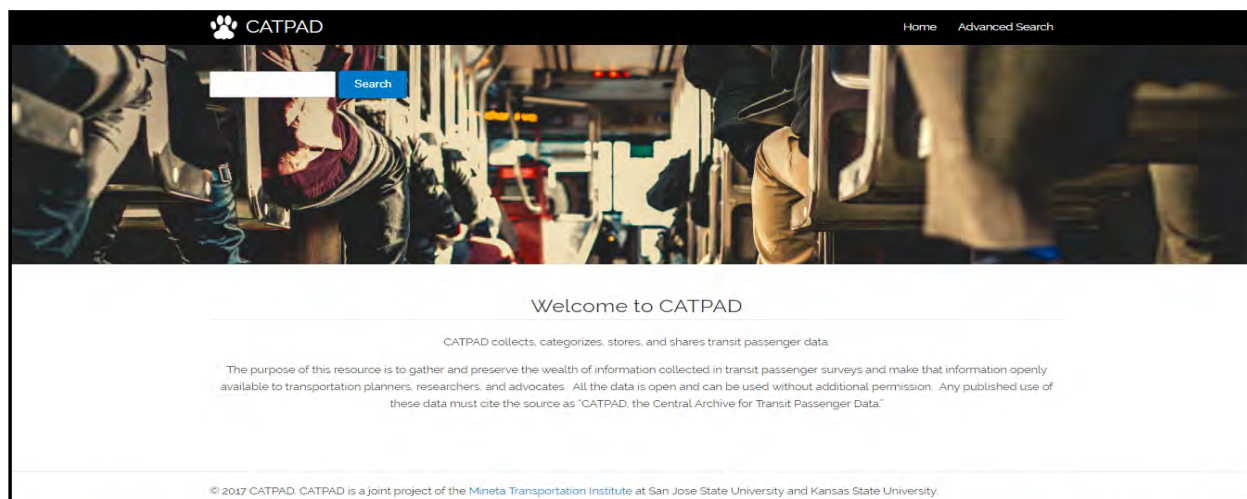 CATPAD
Home Advanced Search
Search
Welcome to CATPAD
CATPAD collects, categorizes, stores, and shares transit passenger data.
The purpose of this resource is to gather and preserve the wealth of information collected in transit passenger surveys and make that information openly
available to transportation planners, researchers, and advocates. All the data is open and can be used without additional permission. Any published use of
these data must cite the source as "CATPAD, the Central Archive for Transit Passenger Data."
© 2017 CATPAD. CATPAD is a joint project of the Mineta Transportation Institute at San Jose State University and Kansas State University.